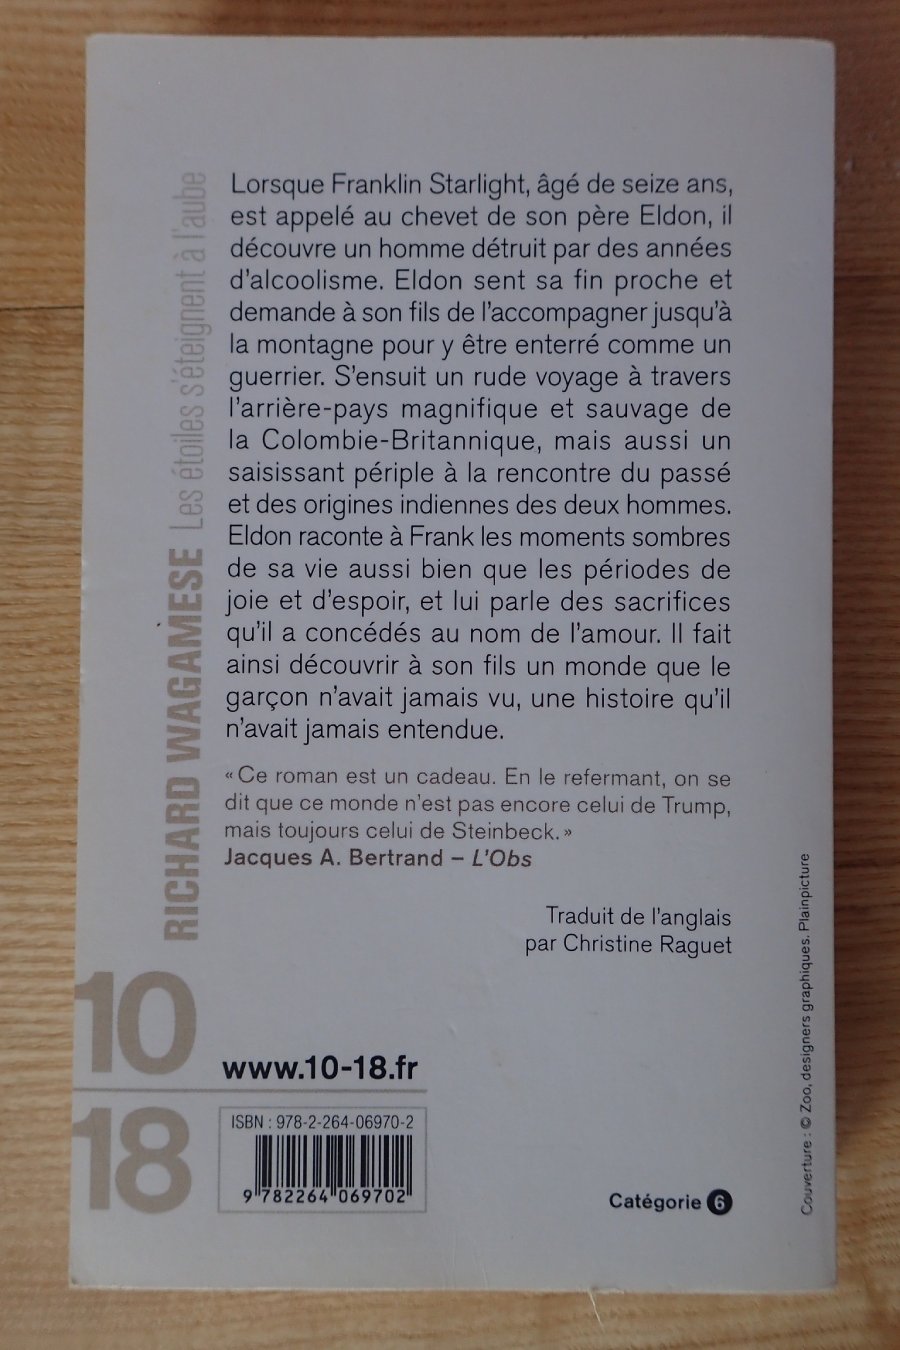 Lorsque Franklin Starlight, âgé de seize ans,
est appelé au chevet de son père Eldon, il
découvre un homme détruit par des années
d'alcoolisme. Eldon sent sa fin proche et
demande à son fils de l'accompagner jusqu'à
la montagne pour y être enterré comme un
guerrier. S'ensuit un rude voyage à travers
l'arrière-pays magnifique et sauvage de
la Colombie-Britannique, mais aussi un
saisissant périple à la rencontre du passé
et des origines indiennes des deux hommes.
Eldon raconte à Frank les moments sombres
de sa vie aussi bien que les périodes de
joie et d'espoir, et lui parle des sacrifices
qu'il a concédés au nom de l'amour. Il fait
ainsi découvrir à son fils un monde que le
garçon n'avait jamais vu, une histoire qu'il
n'avait jamais entendue.
« Ce roman est un cadeau. En le refermant, on se
dit que ce monde n'est pas encore celui de Trump,
mais toujours celui de Steinbeck. »
Jacques A. Bertrand – L'Obs
Traduit de l'anglais
par Christine Raguet
RICHARD WAGAMESE Les étoiles s'éteignent à l'aube
10
18
www.10-18.fr
ISBN : 978-2-264-06970-2
9 782264 069702
Catégorie 6
Couverture : © Zoo, designers graphiques. Plainpicture